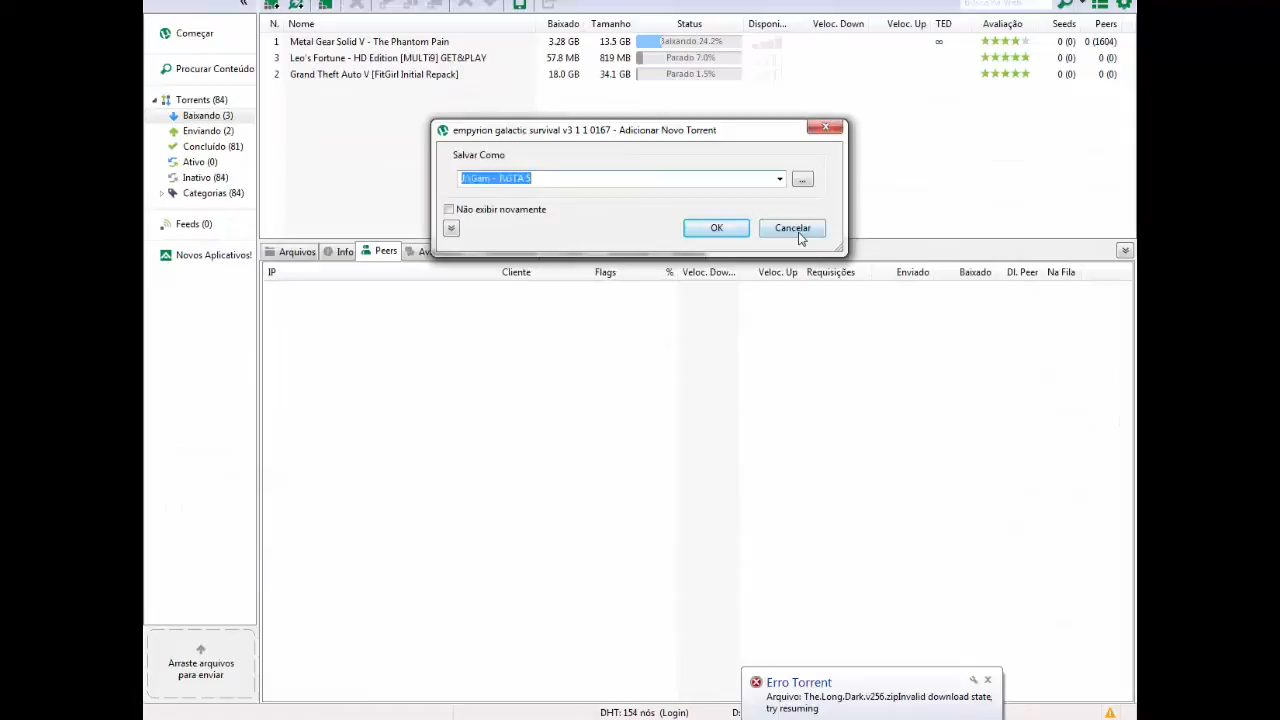 Começar
Procurar Conteúdo
Torrents (84)
Baixando (3)
Enviando (2)
Concluído (81)
Ativo (0)
Inativo (84)
Categorias (84)
Feeds (0)
Novos Aplicativos!
Arraste arquivos
para enviar
N. Nome Baixado Tamanho Status Disponi... Veloc. Down Veloc. Up TED Avaliação Seeds Peers
1 Metal Gear Solid V - The Phantom Pain 3.28 GB 13.5 GB Baixando 24.2% ∞ 0 (0) 0 (1604)
3 Leo's Fortune - HD Edition [MULTi9] GET&PLAY 57.8 MB 819 MB Parado 7.0% 0 (0) 0 (0)
2 Grand Theft Auto V [FitGirl Initial Repack] 18.0 GB 34.1 GB Parado 1.5% 0 (0) 0 (0)
empyrion galactic survival v3 1 1 0167 - Adicionar Novo Torrent
Salvar Como
...
Não exibir novamente
OK Cancelar
Arquivos Info Peers
IP Cliente Flags % Veloc. Dow... Veloc. Up Requisições Enviado Baixado Dl. Peer Na Fila
Erro Torrent
Arquivo: The.Long.Dark.v256.zipInvalid download state,
try resuming
DHT: 154 nós (Login) D: